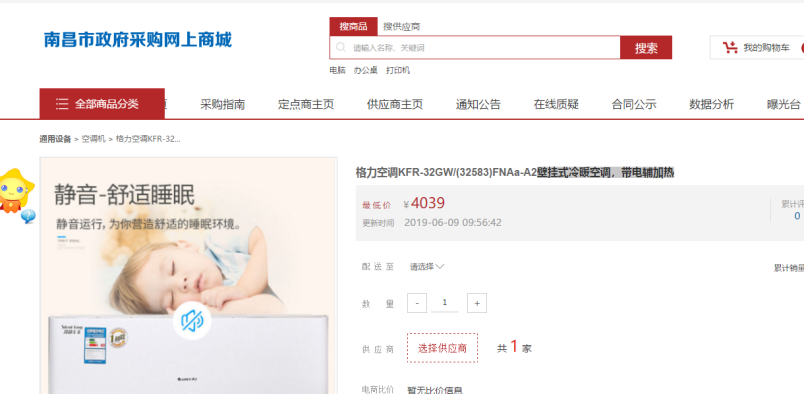 搜商品 搜供应商
南昌市政府采购网上商城
请输入名称、关键词 搜索 我的购物车
电脑 办公桌 打印机
全部商品分类 采购指南 定点商主页 供应商主页 通知公告 在线质疑 合同公示 数据分析 曝光台
通用设备 > 空调机 > 格力空调KFR-32...
格力空调KFR-32GW/(32583)FNAa-A2壁挂式冷暖空调，带电辅加热
静音-舒适睡眠
静音运行，为你营造舒适的睡眠环境。
最低价 ￥4039
更新时间 2019-06-09 09:56:42
累计评
0
配送至 请选择
累计销量
数量 - 1 +
供应商 选择供应商 共 1 家
电商比价 暂无比价信息